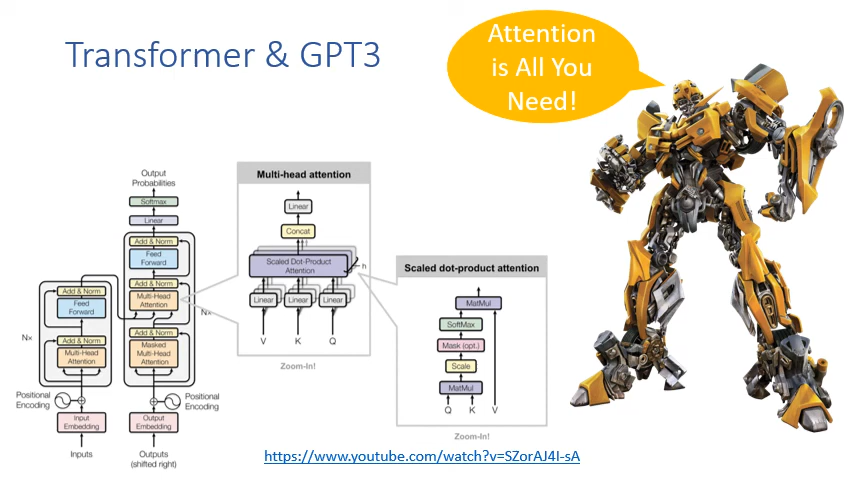 Transformer & GPT3
Attention
is All You
Need!
Output
Probabilities
Softmax
Linear
Add & Norm
Feed
Forward
Add & Norm
Multi-Head
Attention
Add & Norm
Feed
Forward
Nx
Add & Norm
Multi-Head
Attention
Add & Norm
Masked
Multi-Head
Attention
Nx
Positional
Encoding
Positional
Encoding
Input
Embedding
Output
Embedding
Inputs
Outputs
(shifted right)
Multi-head attention
Linear
Concat
Scaled Dot-Product
Attention
h
Linear
Linear
Linear
V
K
Q
Zoom-In!
Scaled dot-product attention
MatMul
SoftMax
Mask (opt.)
Scale
MatMul
Q
K
V
Zoom-In!
https://www.youtube.com/watch?v=SZorAJ4I-sA